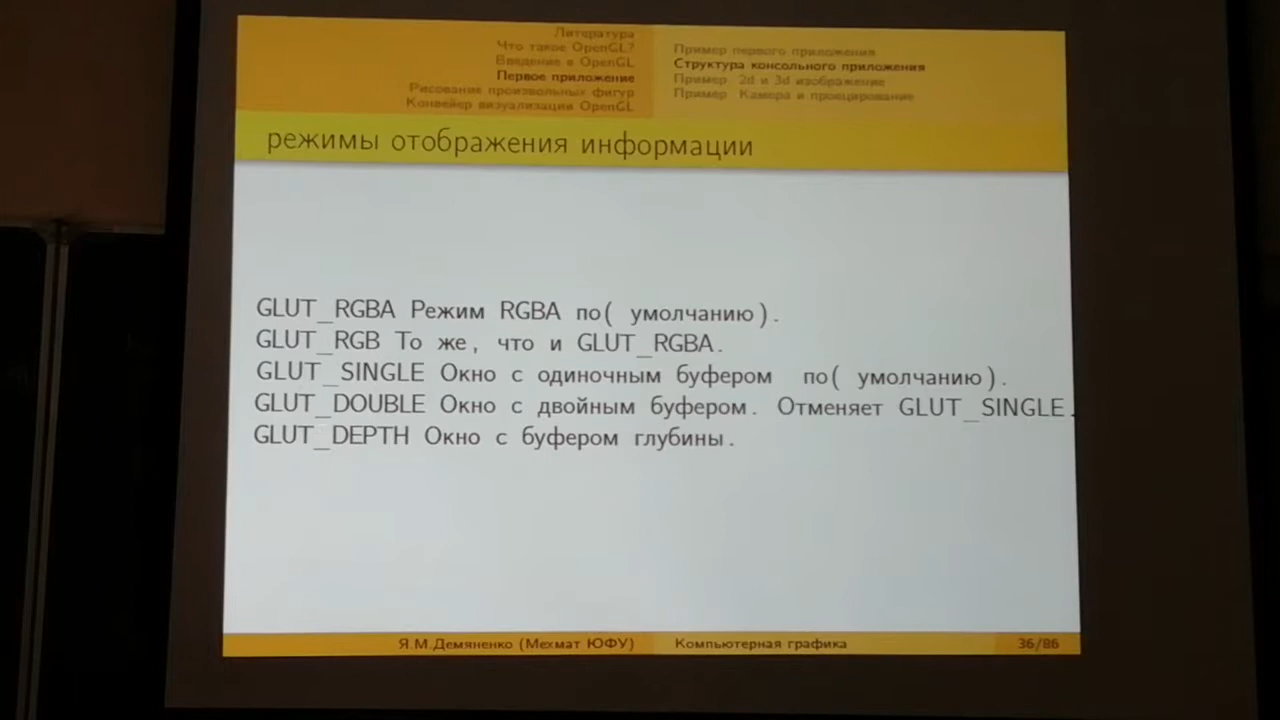 Литература
Что такое OpenGL?
Введение в OpenGL
Первое приложение
Рисование произвольных фигур
Конвейер визуализации OpenGL
Пример первого приложения
Структура консольного приложения
Пример 2d и 3d изображение
Пример Камера и проецирование
режимы отображения информации
GLUT_RGBA Режим RGBA по( умолчанию).
GLUT_RGB То же, что и GLUT_RGBA.
GLUT_SINGLE Окно с одиночным буфером по( умолчанию).
GLUT_DOUBLE Окно с двойным буфером. Отменяет GLUT_SINGLE.
GLUT_DEPTH Окно с буфером глубины.
Я.М.Демяненко (Мехмат ЮФУ) Компьютерная графика 36/86